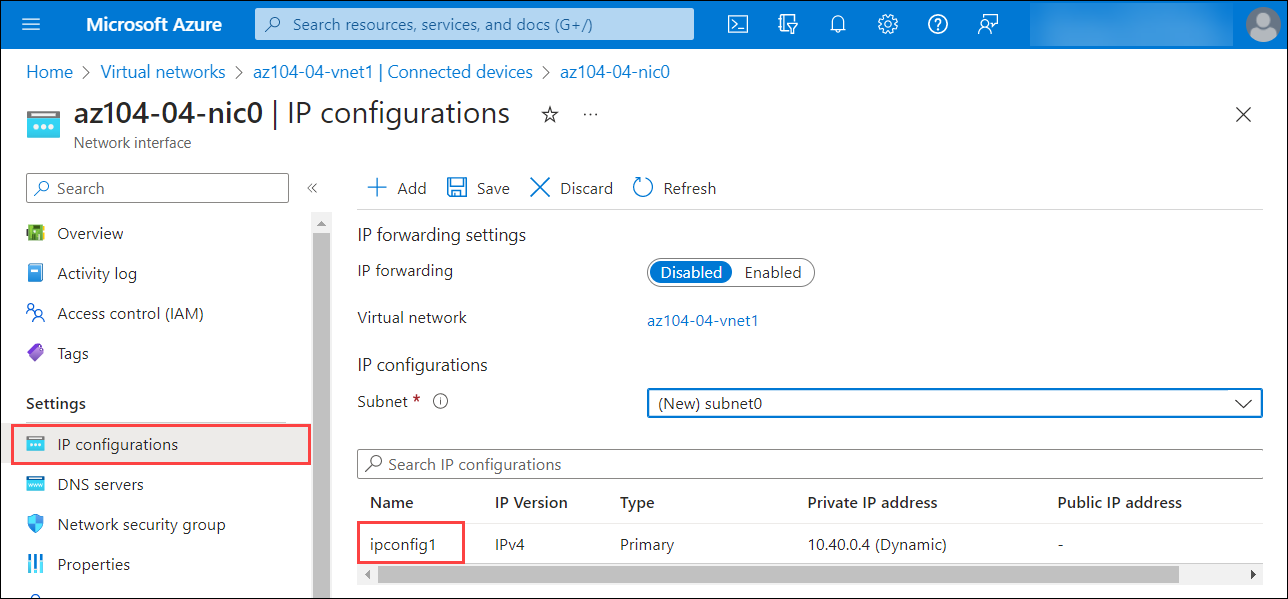 Microsoft Azure
Search resources, services, and docs (G+/)
Home > Virtual networks > az104-04-vnet1 | Connected devices > az104-04-nic0
az104-04-nic0 | IP configurations
Network interface
Search
Overview
Activity log
Access control (IAM)
Tags
Settings
IP configurations
DNS servers
Network security group
Properties
Add Save Discard Refresh
IP forwarding settings
IP forwarding Disabled Enabled
Virtual network az104-04-vnet1
IP configurations
Subnet * (New) subnet0
Search IP configurations
Name IP Version Type Private IP address Public IP address
ipconfig1 IPv4 Primary 10.40.0.4 (Dynamic) -